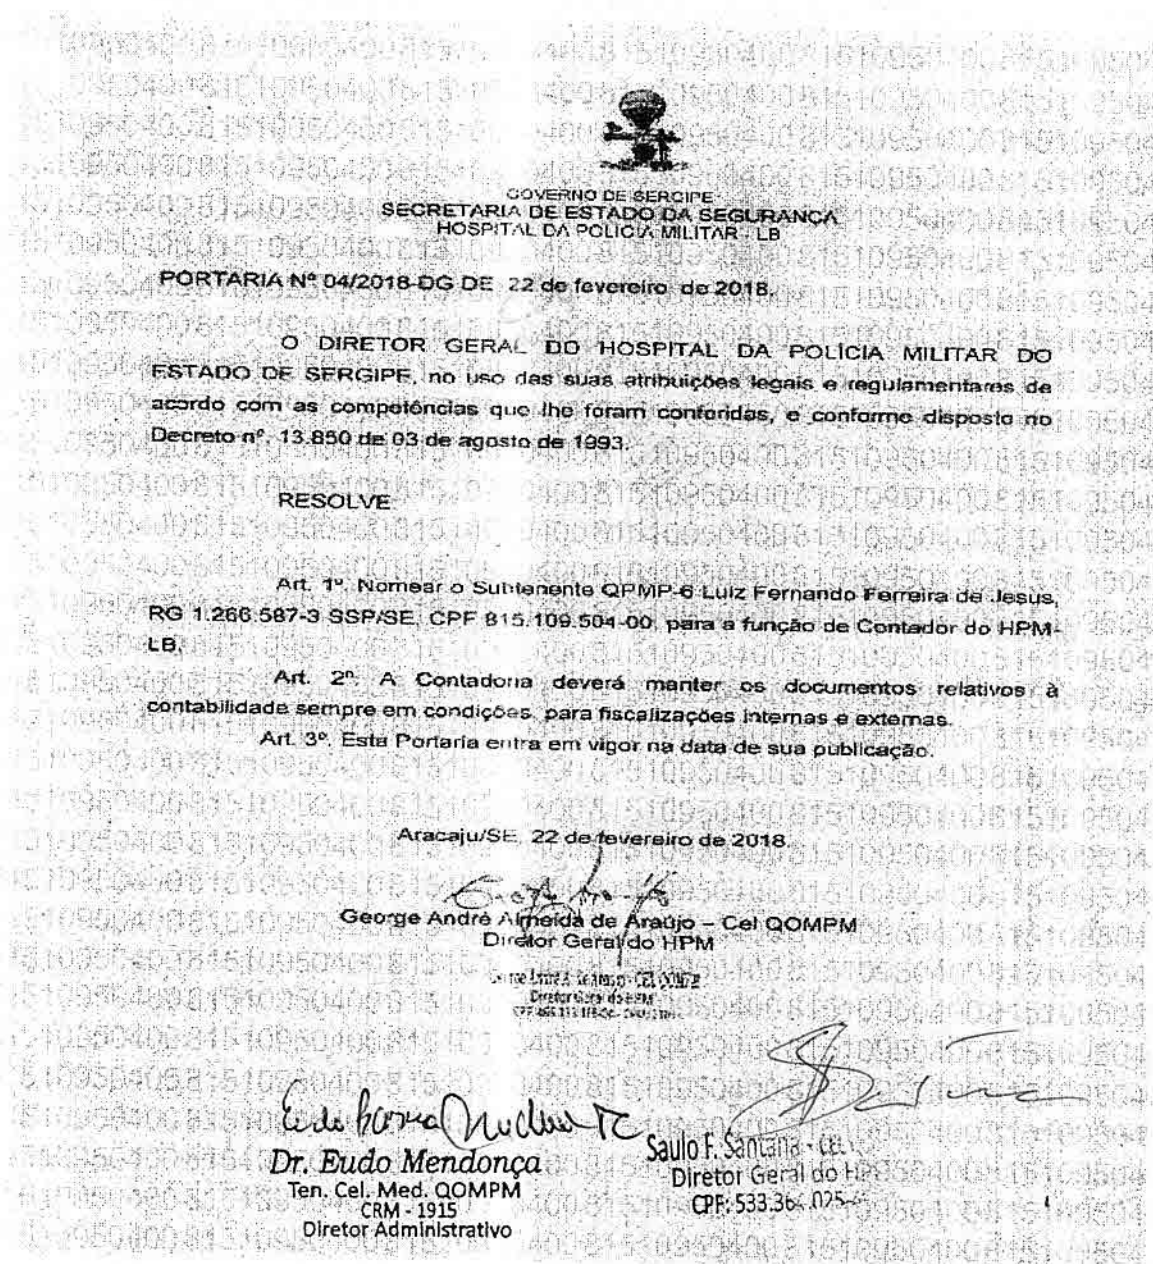 GOVERNO DE SERGIPE
SECRETARIA DE ESTADO DA SEGURANÇA
HOSPITAL DA POLÍCIA MILITAR - LB
PORTARIA Nº 04/2018-DG DE 22 de fevereiro de 2018.
O DIRETOR GERAL DO HOSPITAL DA POLÍCIA MILITAR DO
ESTADO DE SERGIPE, no uso das suas atribuições legais e regulamentares de
acordo com as competências que lhe foram conferidas, e conforme disposto no
Decreto nº. 13.850 de 03 de agosto de 1993.
RESOLVE
Art. 1º. Nomear o Subtenente QPMP-6 Luiz Fernando Ferreira de Jesus,
RG 1.266.587-3 SSP/SE, CPF 815.109.504-00, para a função de Contador do HPM-
LB.
Art. 2º. A Contadoria deverá manter os documentos relativos à
contabilidade sempre em condições, para fiscalizações internas e externas.
Art. 3º. Esta Portaria entra em vigor na data de sua publicação.
Aracaju/SE, 22 de fevereiro de 2018.
George André Almeida de Araújo – Cel QOMPM
Diretor Geral do HPM
Diretor Geral do HPM
Dr. Eudo Mendonça
Ten. Cel. Med. QOMPM
CRM - 1915
Diretor Administrativo
Saulo F. Santana
Diretor Geral do
CPF: 533.36